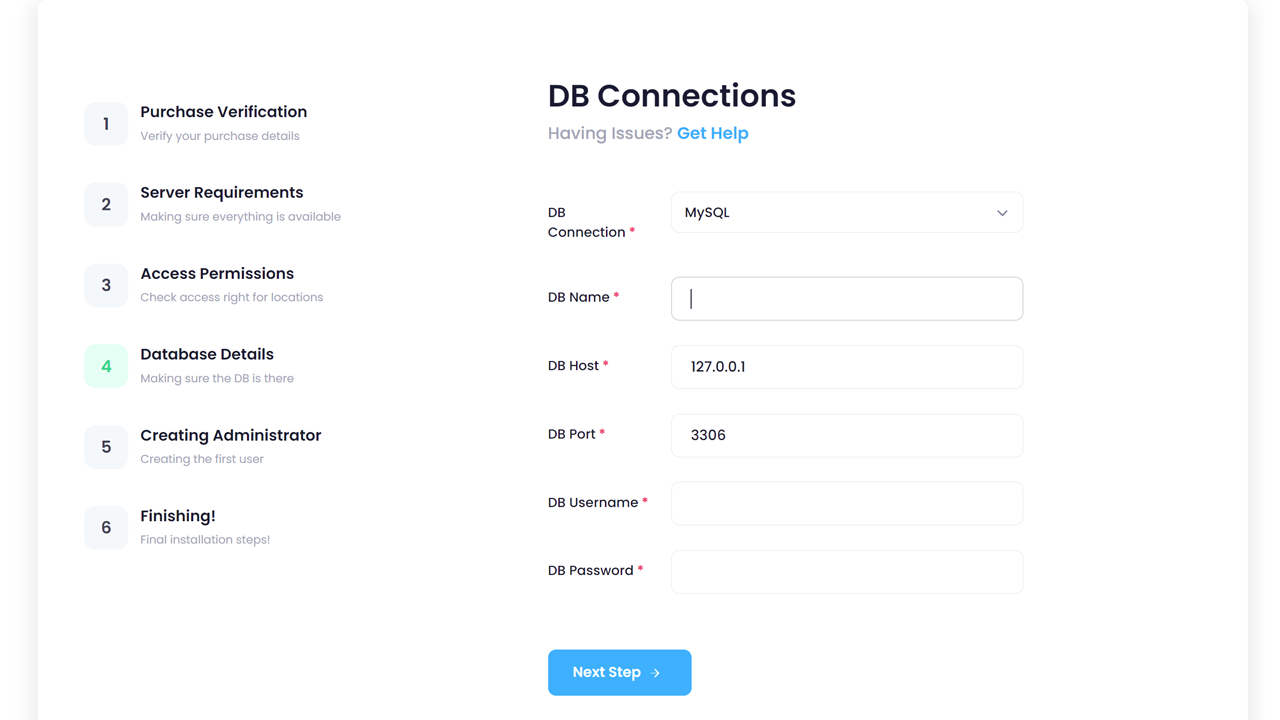 1
Purchase Verification
Verify your purchase details
2
Server Requirements
Making sure everything is available
3
Access Permissions
Check access right for locations
4
Database Details
Making sure the DB is there
5
Creating Administrator
Creating the first user
6
Finishing!
Final installation steps!
DB Connections
Having Issues? Get Help
DB
Connection *
MySQL
DB Name *
DB Host *
127.0.0.1
DB Port *
3306
DB Username *
DB Password *
Next Step →